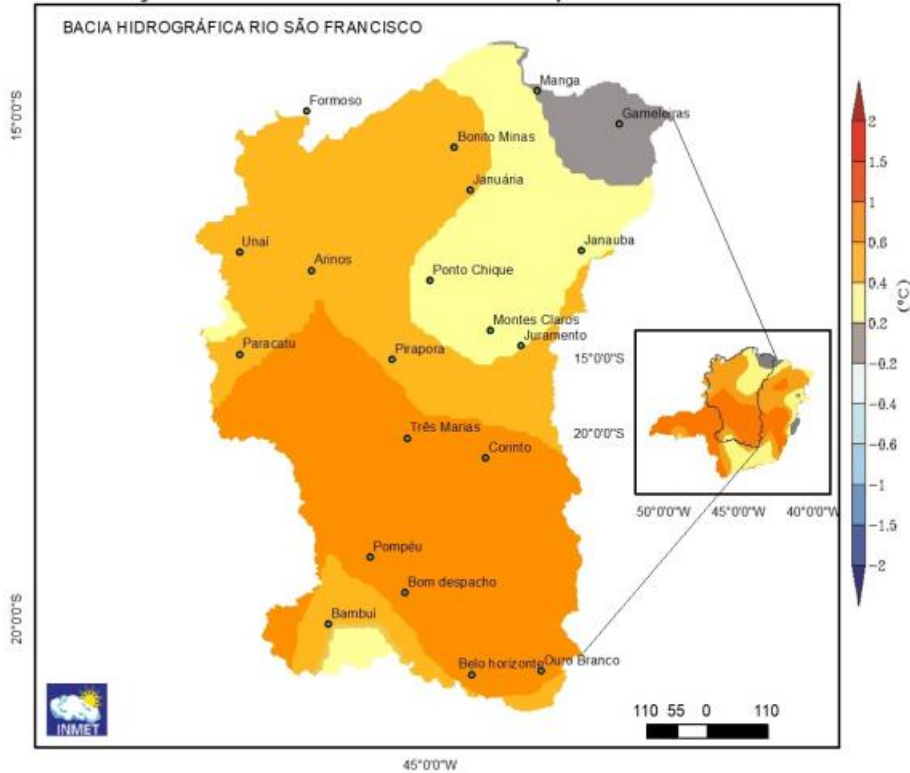 BACIA HIDROGRÁFICA RIO SÃO FRANCISCO
15°0'0"S
Manga
Formoso
Gameleiras
Bonito Minas
Januária
Unaí
Janauba
Arinos
Ponto Chique
Montes Claros
Juramento
Paracatu
Pirapora
15°0'0"S
Três Marias
Corinto
20°0'0"S
50°0'0"W 45°0'0"W 40°0'0"W
Pompéu
Bom despacho
Bambuí
20°0'0"S
Belo horizonte
Ouro Branco
INMET
110 55 0 110
45°0'0"W
2
1.5
1
0.6
0.4
0.2
-0.2
-0.4
-0.6
-1
-1.5
-2
(°C)